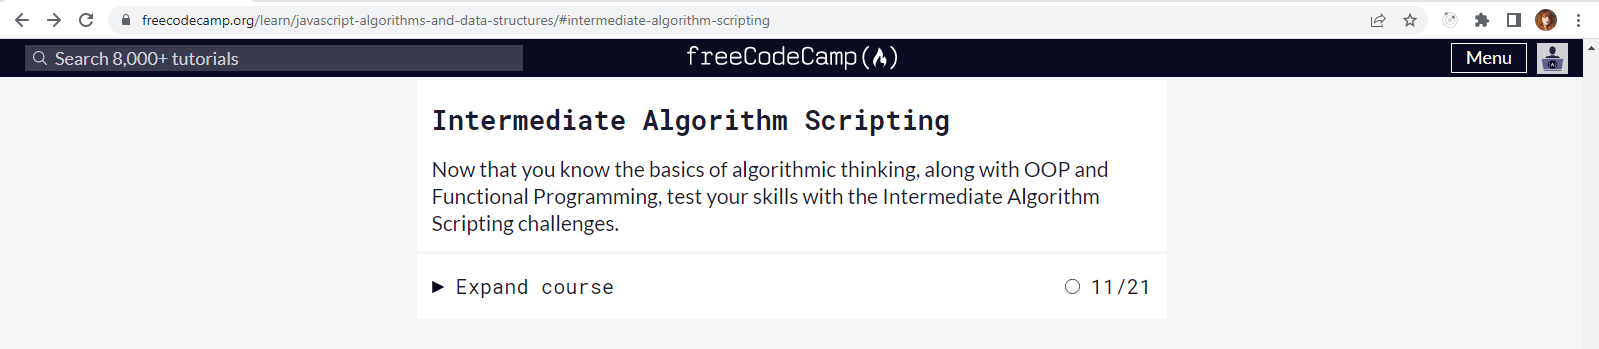 freecodecamp.org/learn/javascript-algorithms-and-data-structures/#intermediate-algorithm-scripting
Search 8,000+ tutorials
freeCodeCamp(🔥)
Menu
Intermediate Algorithm Scripting
Now that you know the basics of algorithmic thinking, along with OOP and
Functional Programming, test your skills with the Intermediate Algorithm
Scripting challenges.
Expand course
11/21